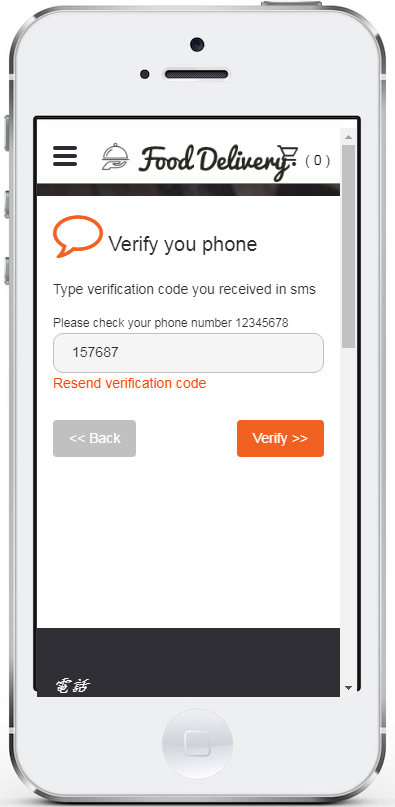 Food Delivery.
( 0 )
Verify you phone
Type verification code you received in sms
Please check your phone number 12345678
157687
Resend verification code
<< Back
Verify >>
電話